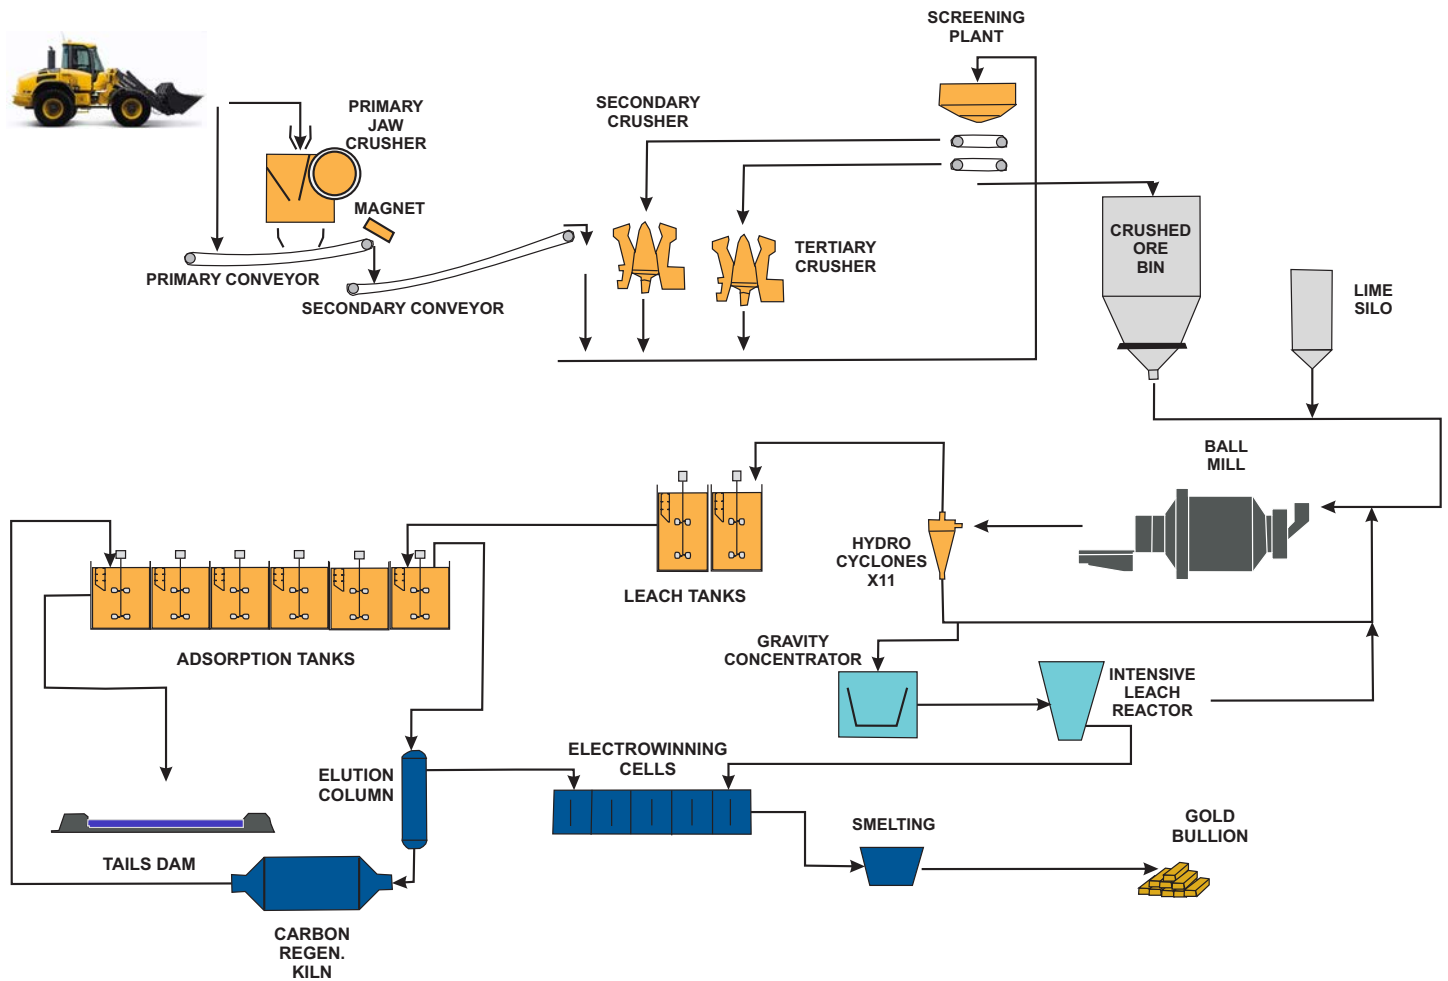 SCREENING
PLANT
PRIMARY
JAW
CRUSHER
SECONDARY
CRUSHER
MAGNET
TERTIARY
CRUSHER
CRUSHED
ORE
BIN
PRIMARY CONVEYOR
SECONDARY CONVEYOR
LIME
SILO
BALL
MILL
HYDRO
CYCLONES
X11
LEACH TANKS
ADSORPTION TANKS
GRAVITY
CONCENTRATOR
INTENSIVE
LEACH
REACTOR
ELUTION
COLUMN
ELECTROWINNING
CELLS
SMELTING
GOLD
BULLION
TAILS DAM
CARBON
REGEN.
KILN